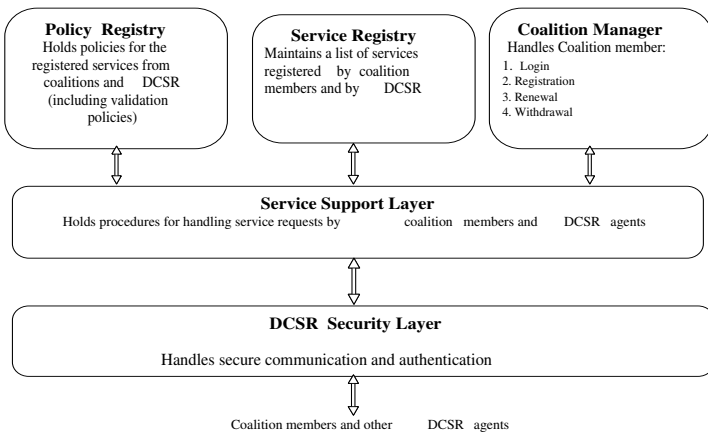 Policy Registry
Holds policies for the
registered services from
coalitions and DCSR
(including validation
policies)
Service Registry
Maintains a list of services
registered by coalition
members and by DCSR
Coalition Manager
Handles Coalition member:
1. Login
2. Registration
3. Renewal
4. Withdrawal
Service Support Layer
Holds procedures for handling service requests by coalition members and DCSR agents
DCSR Security Layer
Handles secure communication and authentication
Coalition members and other DCSR agents